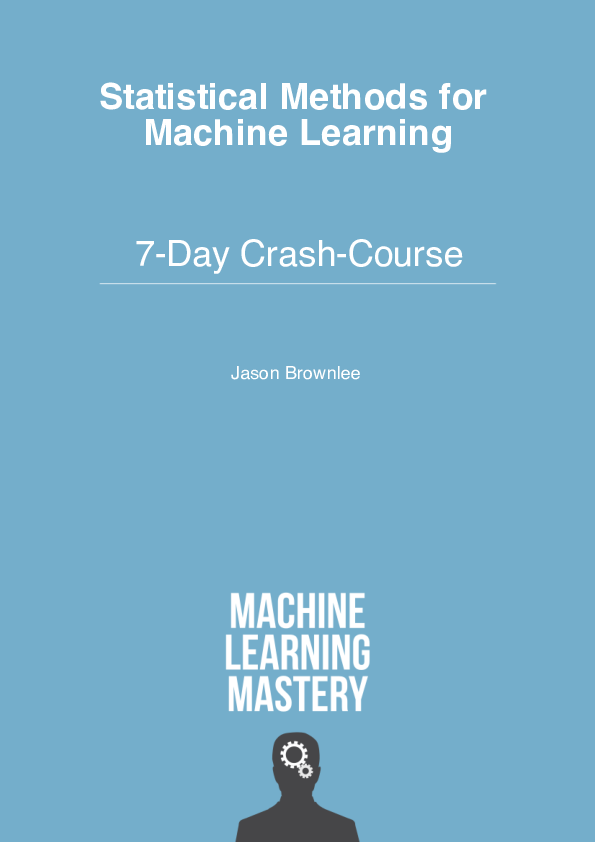 Statistical Methods for
Machine Learning
7-Day Crash-Course
Jason Brownlee
MACHINE
LEARNING
MASTERY